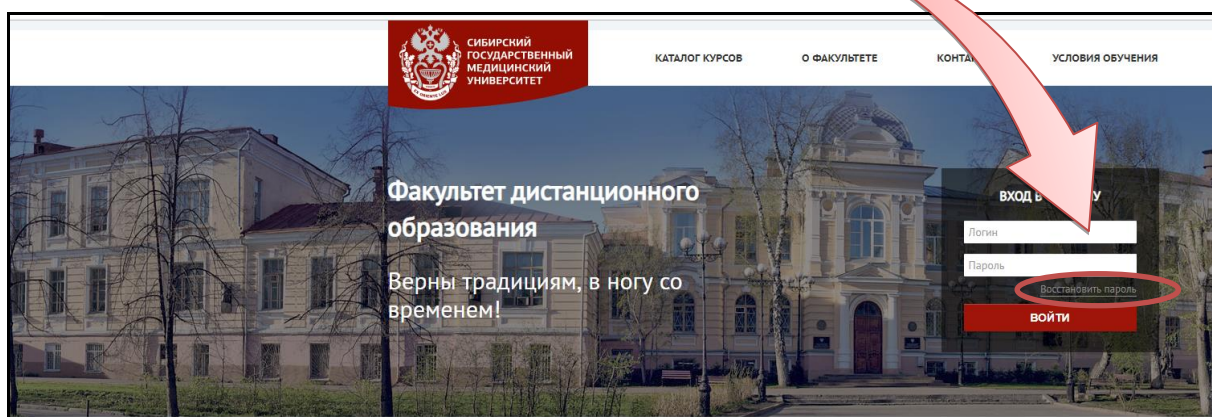 СИБИРСКИЙ
ГОСУДАРСТВЕННЫЙ
МЕДИЦИНСКИЙ
УНИВЕРСИТЕТ
КАТАЛОГ КУРСОВ
О ФАКУЛЬТЕТЕ
УСЛОВИЯ ОБУЧЕНИЯ
Факультет дистанционного
образования
Верны традициям, в ногу со
временем!
ВХОД
Логин
Пароль
Восстановить пароль
ВОЙТИ